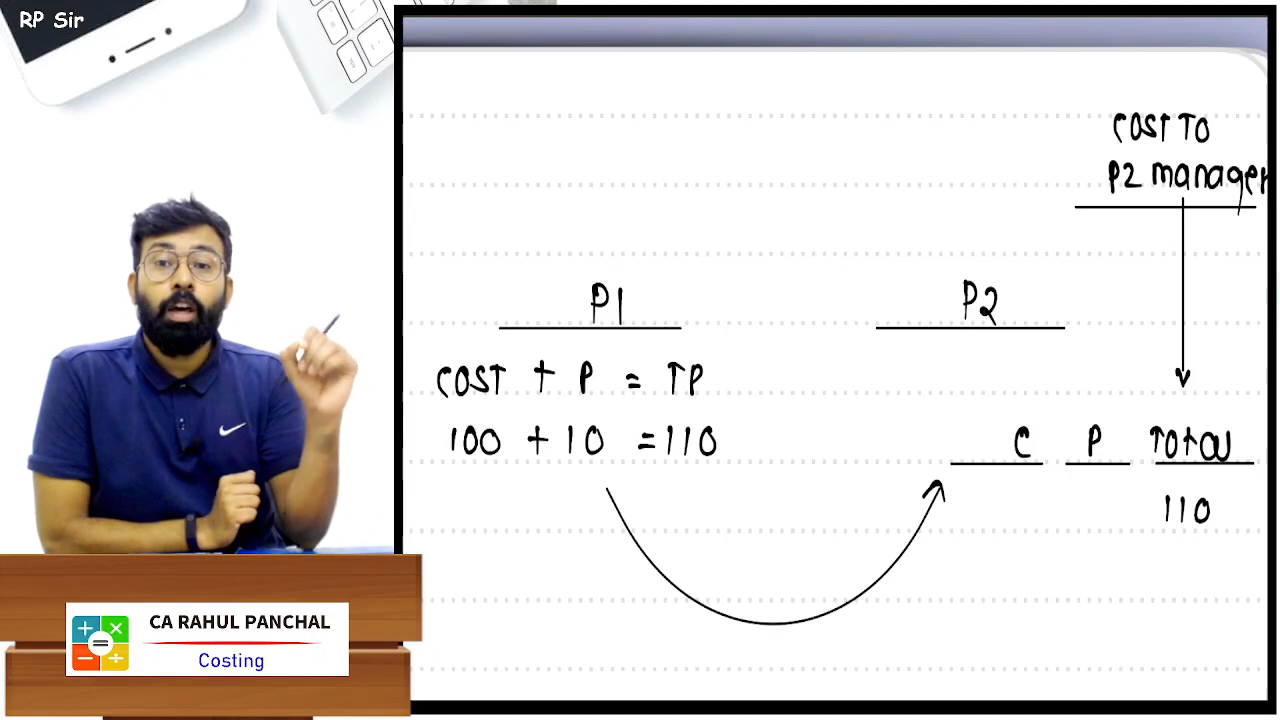 RP Sir
COST TO
P2 manager
P1
P2
COST + P = TP
100 + 10 = 110
C P Total
110
CA RAHUL PANCHAL
Costing